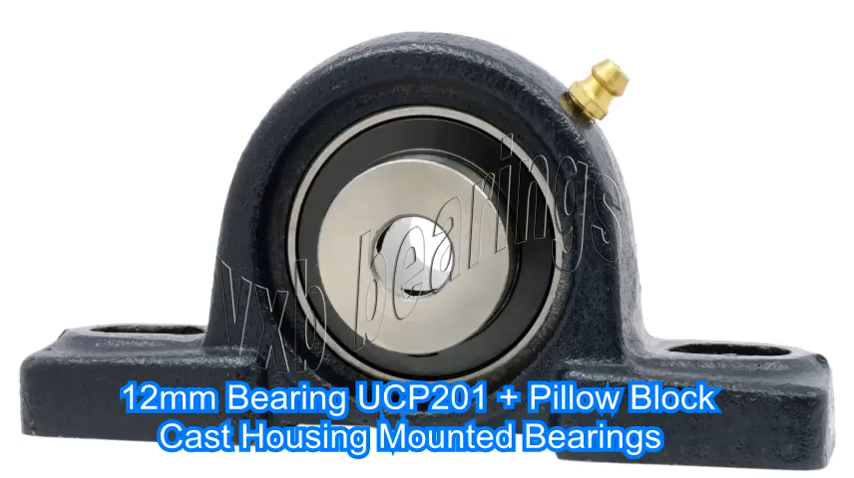 vxb bearings
12mm Bearing UCP201 + Pillow Block
Cast Housing Mounted Bearings